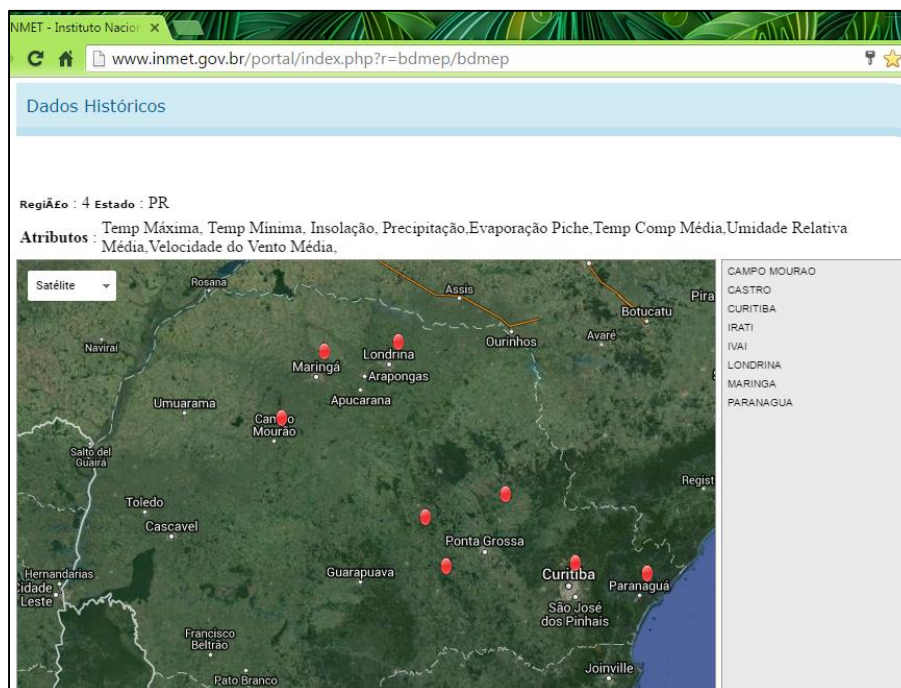 NMET - Instituto Nacion
www.inmet.gov.br/portal/index.php?r=bdmep/bdmep
Dados Históricos
RegiÃ£o : 4 Estado : PR
Atributos : Temp Máxima, Temp Mínima, Insolação, Precipitação,Evaporação Piche,Temp Comp Média,Umidade Relativa
Média,Velocidade do Vento Média,
Satélite
Rosana
Assis
Botucatu
Pira
Ourinhos
Avaré
Naviraí
Maringá
Londrina
Arapongas
Apucarana
Umuarama
Campo
Mourão
Salto del
Guairá
Regist
Toledo
Cascavel
Ponta Grossa
Guarapuava
Hernandarias
Cidade
Leste
Curitiba
Paranaguá
São José
dos Pinhais
Francisco
Beltrão
Pato Branco
Joinville
CAMPO MOURAO
CASTRO
CURITIBA
IRATI
IVAI
LONDRINA
MARINGA
PARANAGUA